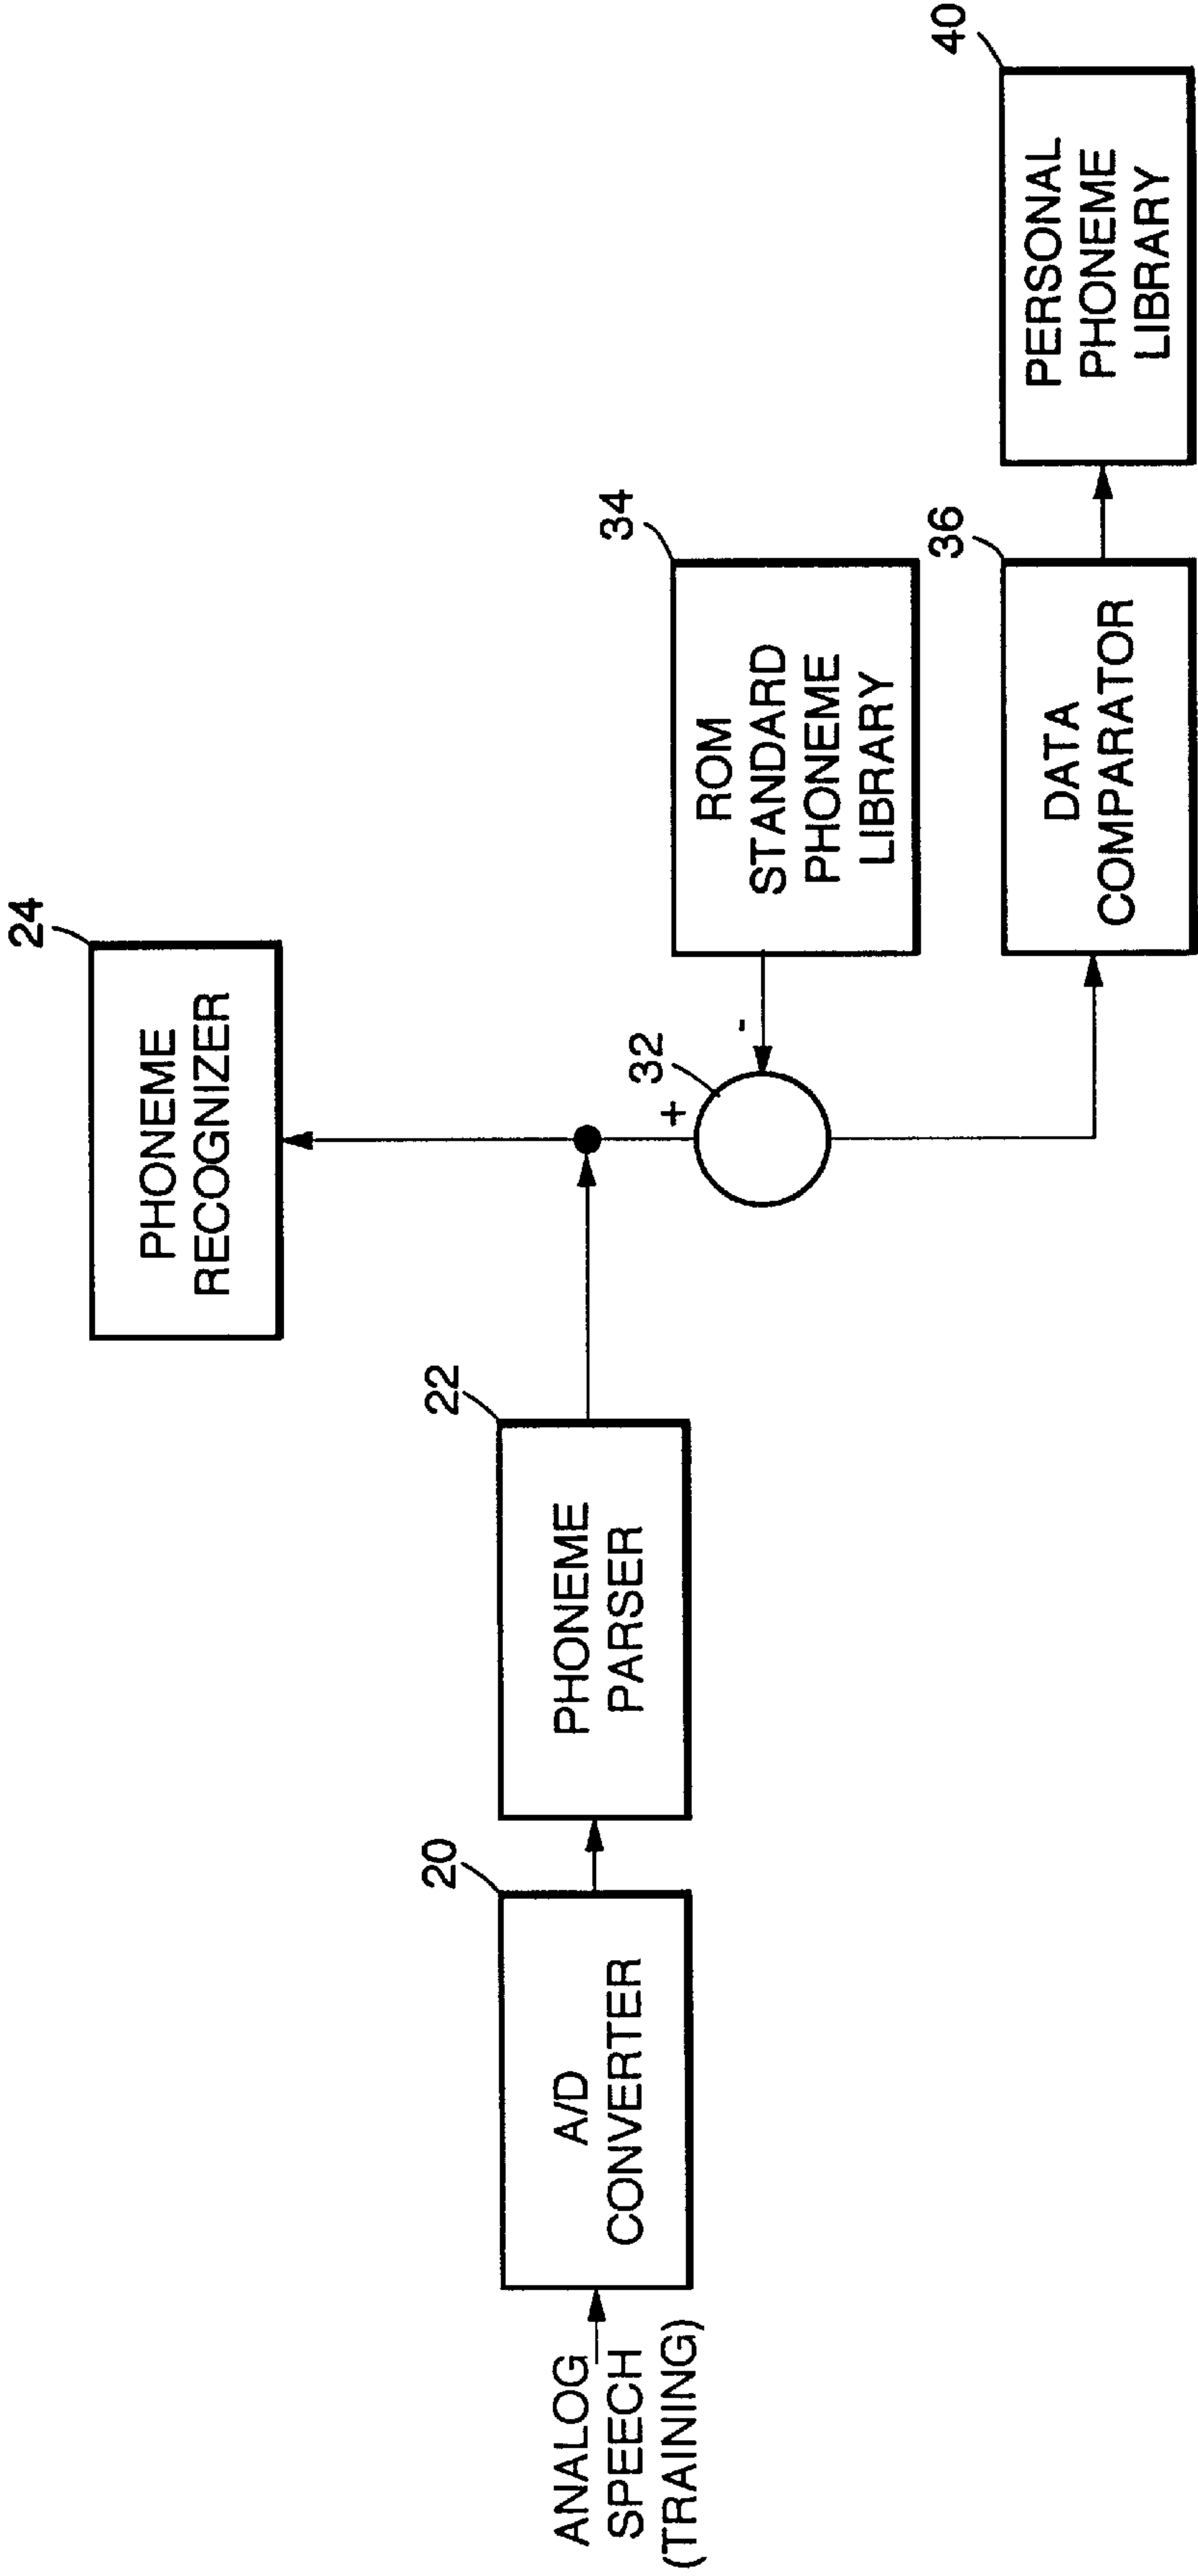 ANALOG
SPEECH
(TRAINING)
20
A/D
CONVERTER
22
PHONEME
PARSER
24
PHONEME
RECOGNIZER
32
+
-
34
ROM
STANDARD
PHONEME
LIBRARY
36
DATA
COMPARATOR
40
PERSONAL
PHONEME
LIBRARY